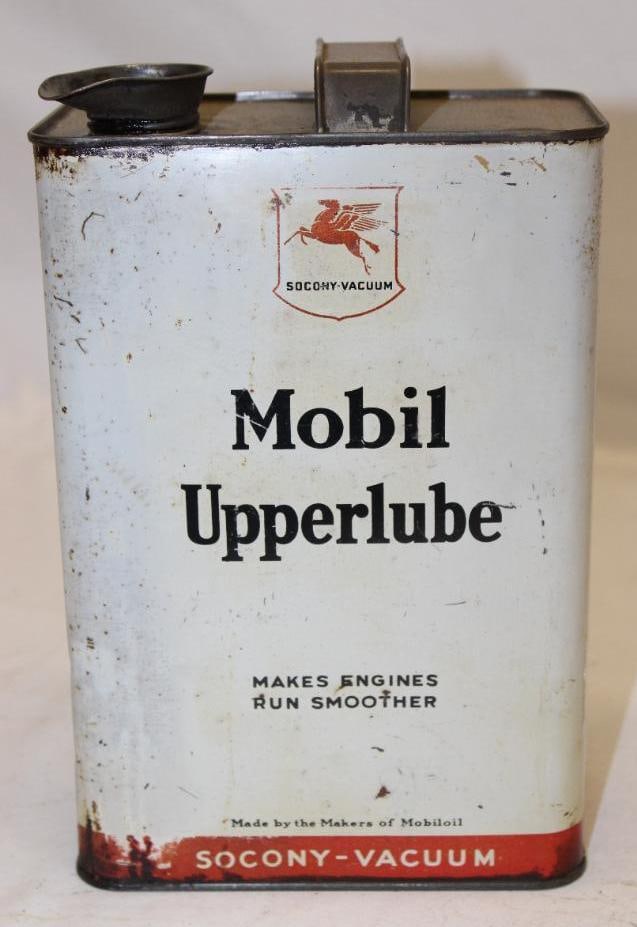 SOCONY-VACUUM
Mobil
Upperlube
MAKES ENGINES
RUN SMOOTHER
Made by the Makers of Mobiloil
SOCONY-VACUUM